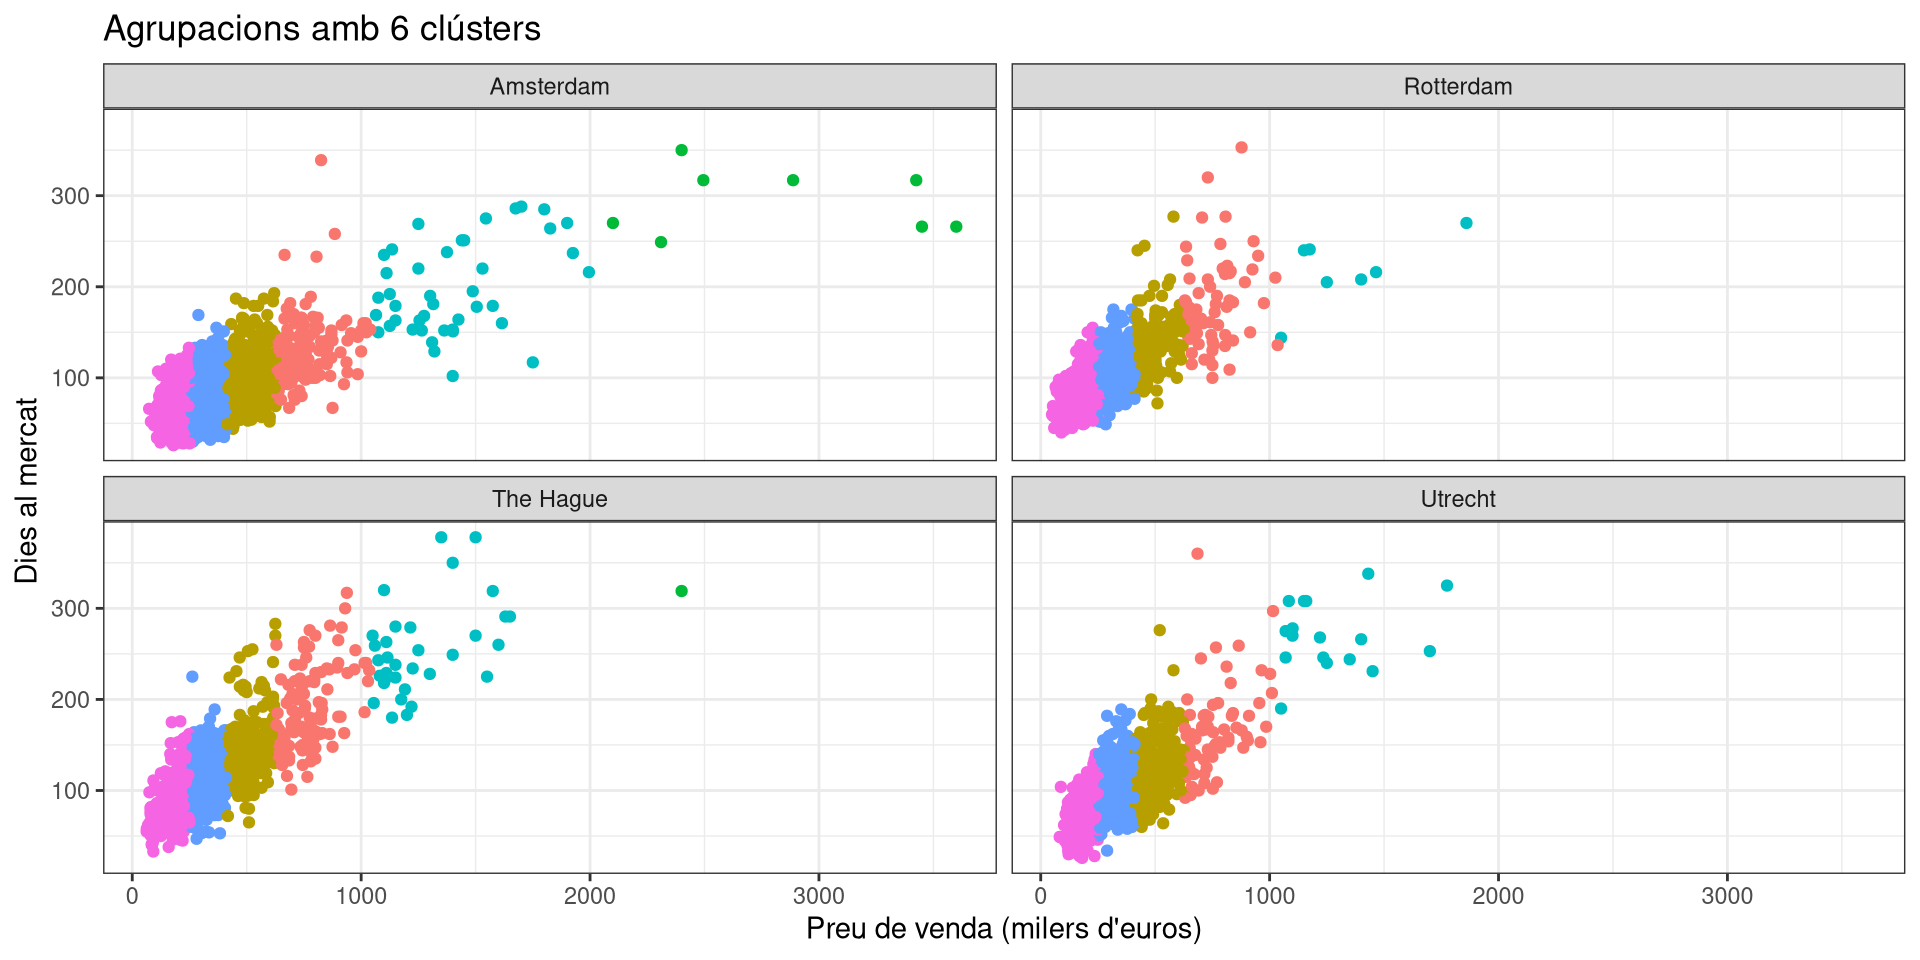 Agrupacions amb 6 clústers
Amsterdam
Rotterdam
300
200
100
The Hague
Utrecht
300
200
100
0 1000 2000 3000
0 1000 2000 3000
Preu de venda (milers d'euros)
Dies al mercat